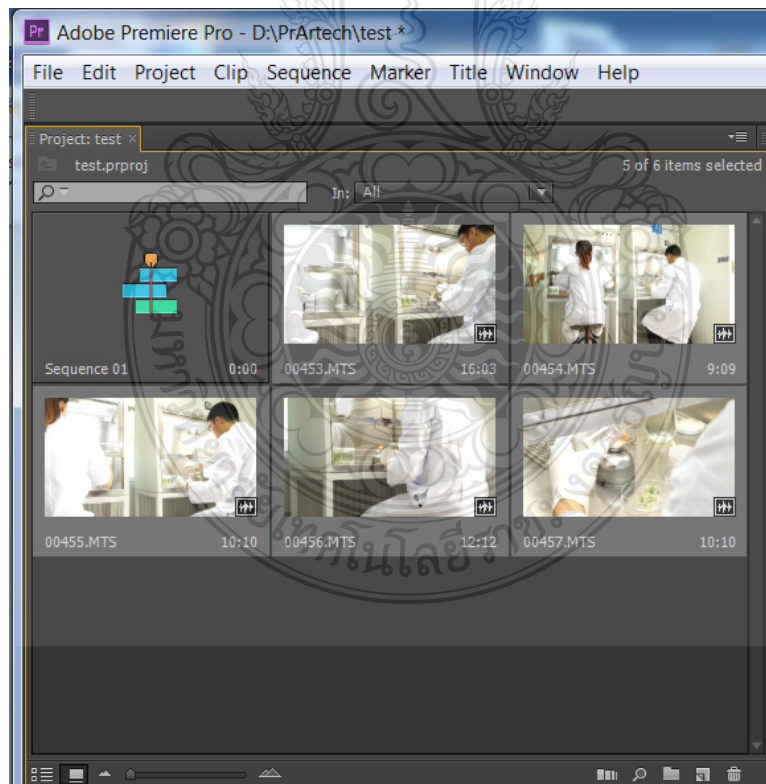 Pr Adobe Premiere Pro - D:\PrArtech\test *
File Edit Project Clip Sequence Marker Title Window Help
Project: test ×
test.prproj 5 of 6 items selected
In: All
Sequence 01 0:00 00453.MTS 16:03 00454.MTS 9:09
00455.MTS 10:10 00456.MTS 12:12 00457.MTS 10:10